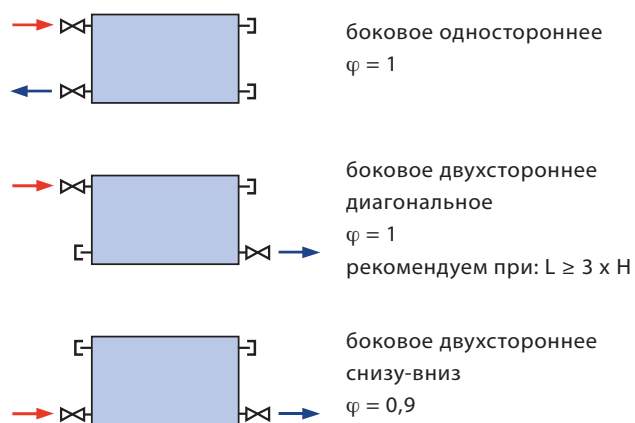 боковое одностороннее
φ = 1
боковое двухстороннее
диагональное
φ = 1
рекомендуем при: L ≥ 3 x H
боковое двухстороннее
снизу-вниз
φ = 0,9